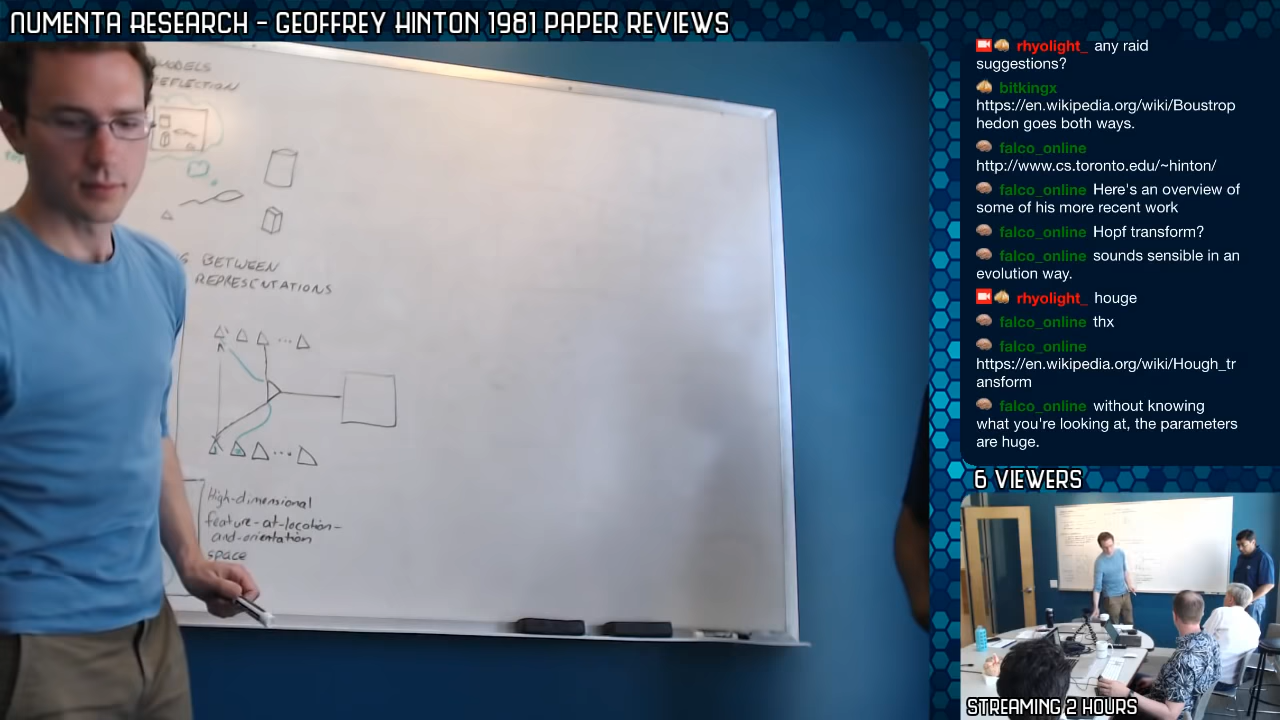 NUMENTA RESEARCH - GEOFFREY HINTON 1981 PAPER REVIEWS
MODELS
BETWEEN
REPRESENTATIONS
High-dimensional
feature-at-location-
and-orientation
space
rhyolight_ any raid
suggestions?
bitkingx
https://en.wikipedia.org/wiki/Boustrop
hedon goes both ways.
falco_online
http://www.cs.toronto.edu/~hinton/
falco_online Here's an overview of
some of his more recent work
falco_online Hopf transform?
falco_online sounds sensible in an
evolution way.
rhyolight_ houge
falco_online thx
falco_online
https://en.wikipedia.org/wiki/Hough_tr
ansform
falco_online without knowing
what you're looking at, the parameters
are huge.
6 VIEWERS
STREAMING 2 HOURS